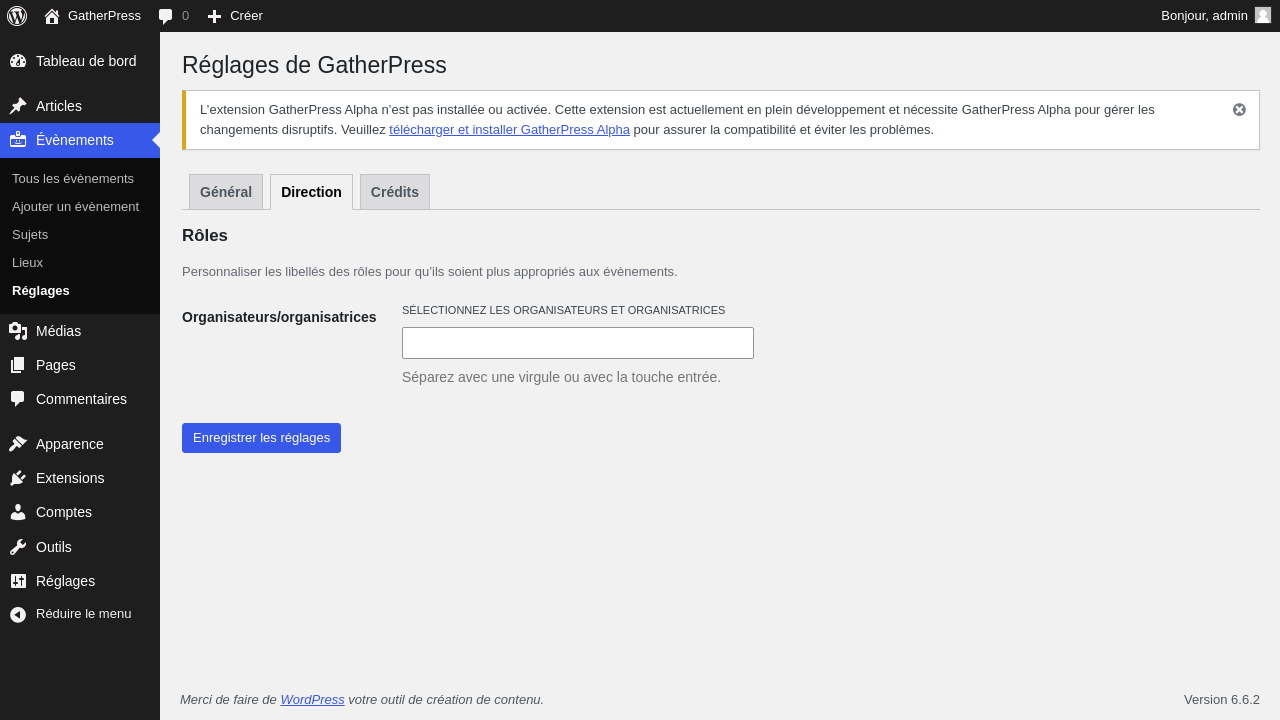 GatherPress
0
Créer
Bonjour, admin
Tableau de bord
Articles
Évènements
Tous les évènements
Ajouter un évènement
Sujets
Lieux
Réglages
Médias
Pages
Commentaires
Apparence
Extensions
Comptes
Outils
Réglages
Réduire le menu
Réglages de GatherPress
L’extension GatherPress Alpha n’est pas installée ou activée. Cette extension est actuellement en plein développement et nécessite GatherPress Alpha pour gérer les
changements disruptifs. Veuillez télécharger et installer GatherPress Alpha pour assurer la compatibilité et éviter les problèmes.
Général
Direction
Crédits
Rôles
Personnaliser les libellés des rôles pour qu’ils soient plus appropriés aux évènements.
Organisateurs/organisatrices
SÉLECTIONNEZ LES ORGANISATEURS ET ORGANISATRICES
Séparez avec une virgule ou avec la touche entrée.
Enregistrer les réglages
Merci de faire de WordPress votre outil de création de contenu.
Version 6.6.2